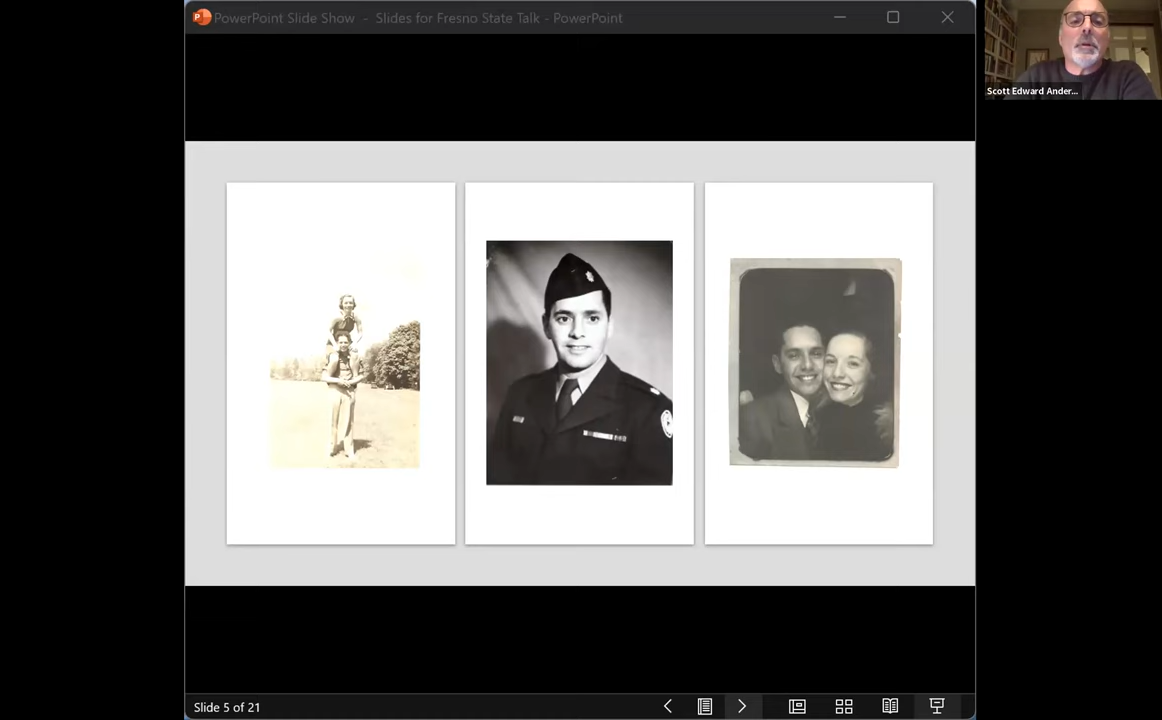 PowerPoint Slide Show - Slides for Fresno State Talk - PowerPoint
Scott Edward Ander...
Slide 5 of 21